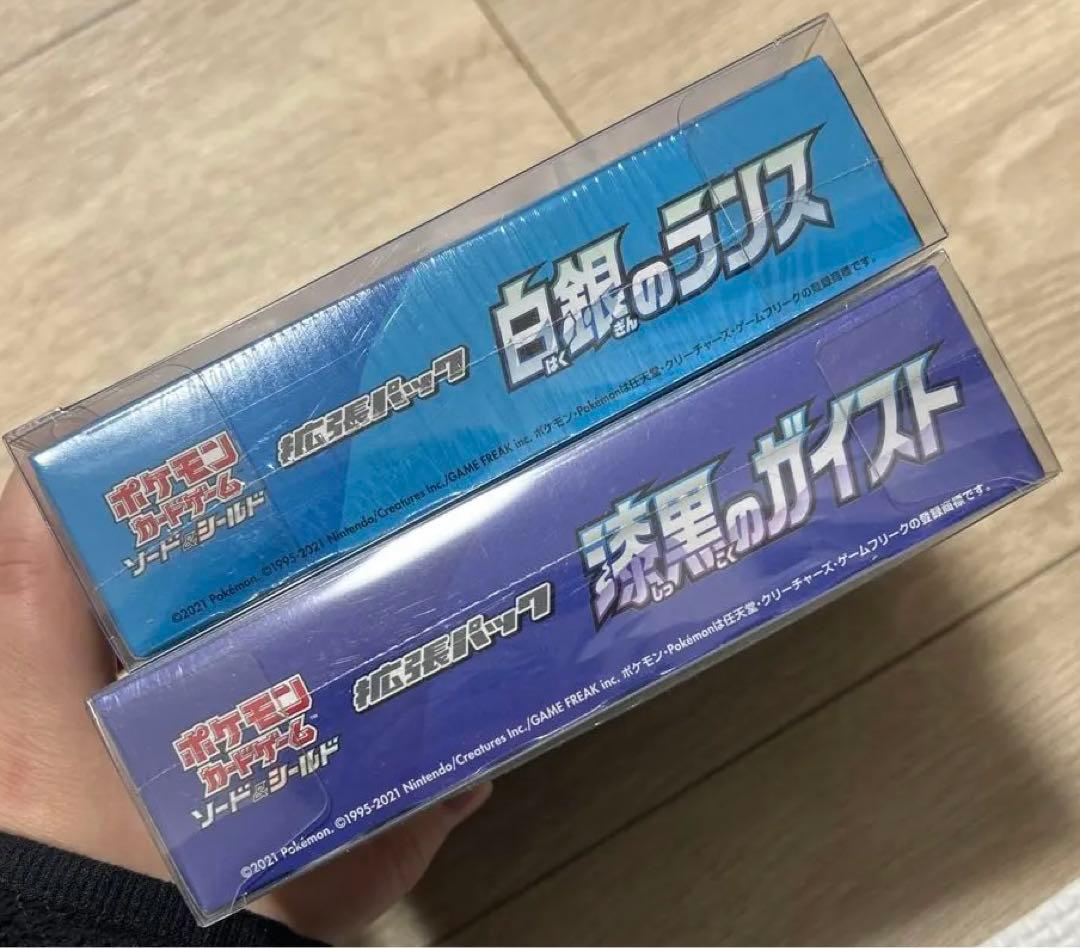 ポケモン
カードゲーム
ソード&シールド
拡張パック
白銀のランス
はく ぎん
©2021 Pokémon. ©1995-2021 Nintendo/Creatures Inc./GAME FREAK inc. ポケモン・Pokémonは任天堂・クリーチャーズ・ゲームフリークの登録商標です。
ポケモン
カードゲーム
ソード&シールド
拡張パック
漆黒のガイスト
しっ こく
©2021 Pokémon. ©1995-2021 Nintendo/Creatures Inc./GAME FREAK inc. ポケモン・Pokémonは任天堂・クリーチャーズ・ゲームフリークの登録商標です。